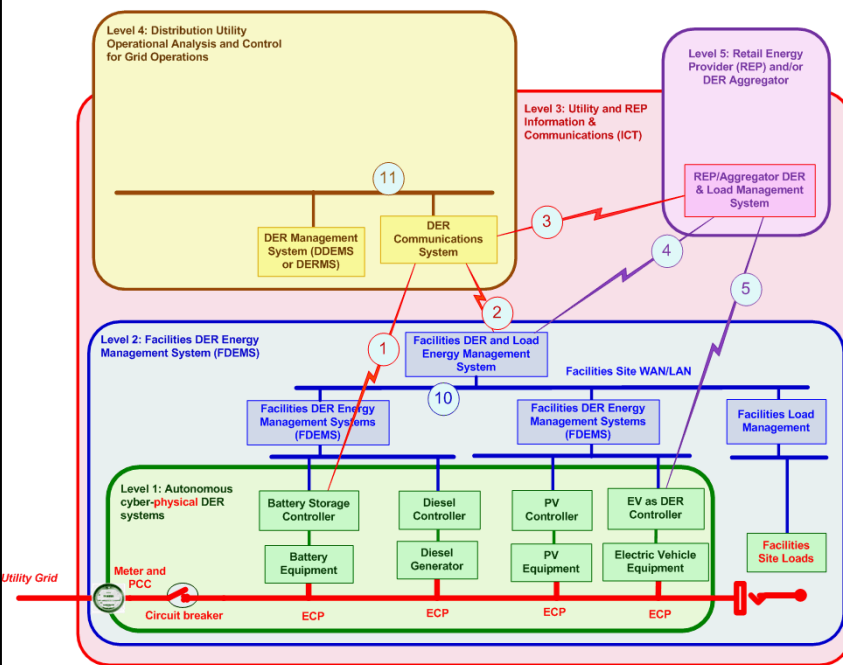 Level 4: Distribution Utility
Operational Analysis and Control
for Grid Operations
Level 5: Retail Energy
Provider (REP) and/or
DER Aggregator
Level 3: Utility and REP
Information &
Communications (ICT)
11
REP/Aggregator DER
& Load Management
System
3
DER Management
System (DDEMS
or DERMS)
DER
Communications
System
4
5
2
1
Level 2: Facilities DER Energy
Management System (FDEMS)
Facilities DER and Load
Energy Management
System
Facilities Site WAN/LAN
10
Facilities DER Energy
Management Systems
(FDEMS)
Facilities DER Energy
Management Systems
(FDEMS)
Facilities Load
Management
Level 1: Autonomous
cyber-physical DER
systems
Battery Storage
Controller
Diesel
Controller
PV
Controller
EV as DER
Controller
Battery
Equipment
Diesel
Generator
PV
Equipment
Electric Vehicle
Equipment
Facilities
Site Loads
Utility Grid
Meter and
PCC
Circuit breaker
ECP
ECP
ECP
ECP